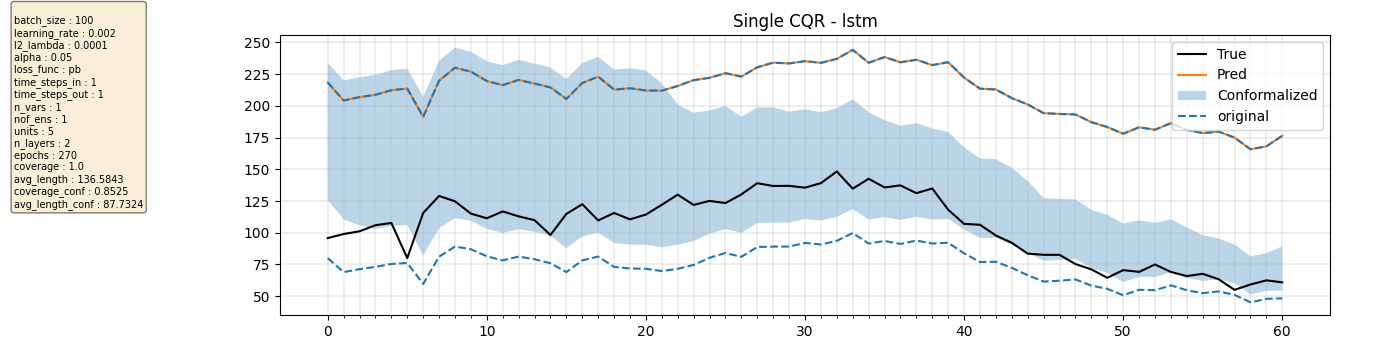 batch_size : 100
learning_rate : 0.002
l2_lambda : 0.0001
alpha : 0.05
loss_func : pb
time_steps_in : 1
time_steps_out : 1
n_vars : 1
nof_ens : 1
units : 5
n_layers : 2
epochs : 270
coverage : 1.0
avg_length : 136.5843
coverage_conf : 0.8525
avg_length_conf : 87.7324
Single CQR - lstm
250
225
200
175
150
125
100
75
50
True
Pred
Conformalized
original
0 10 20 30 40 50 60